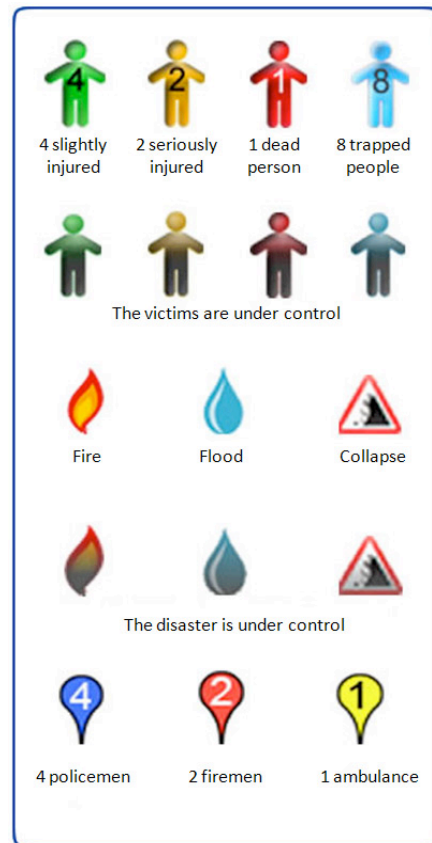 4 2 1 8
4 slightly 2 seriously 1 dead 8 trapped
injured injured person people
The victims are under control
Fire Flood Collapse
The disaster is under control
4 2 1
4 policemen 2 firemen 1 ambulance